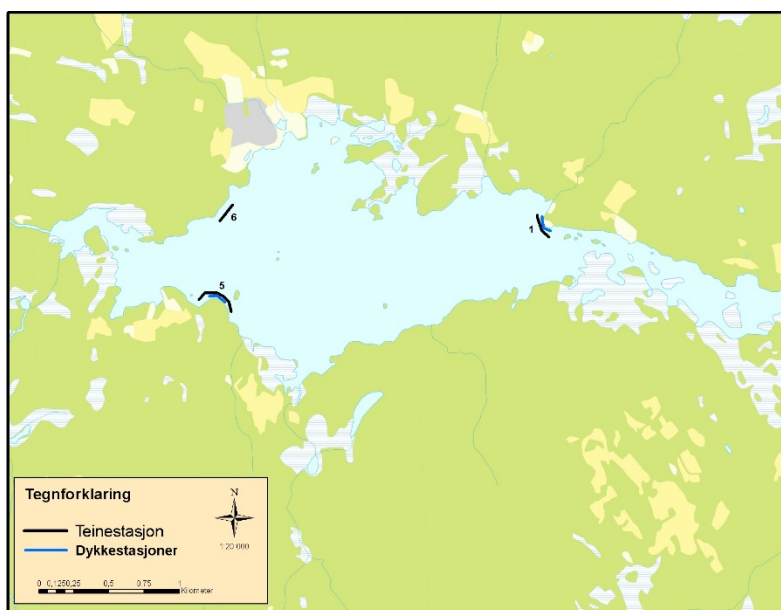 6
1
5
Tegnforklaring
N
Teinestasjon
Dykkestasjoner
1:20 000
0 0,1250,25 0,5 0,75 1
Kilometer